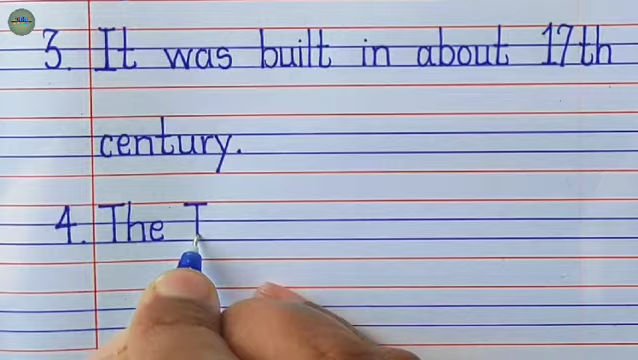 3. It was built in about 17th
century.
4. The T